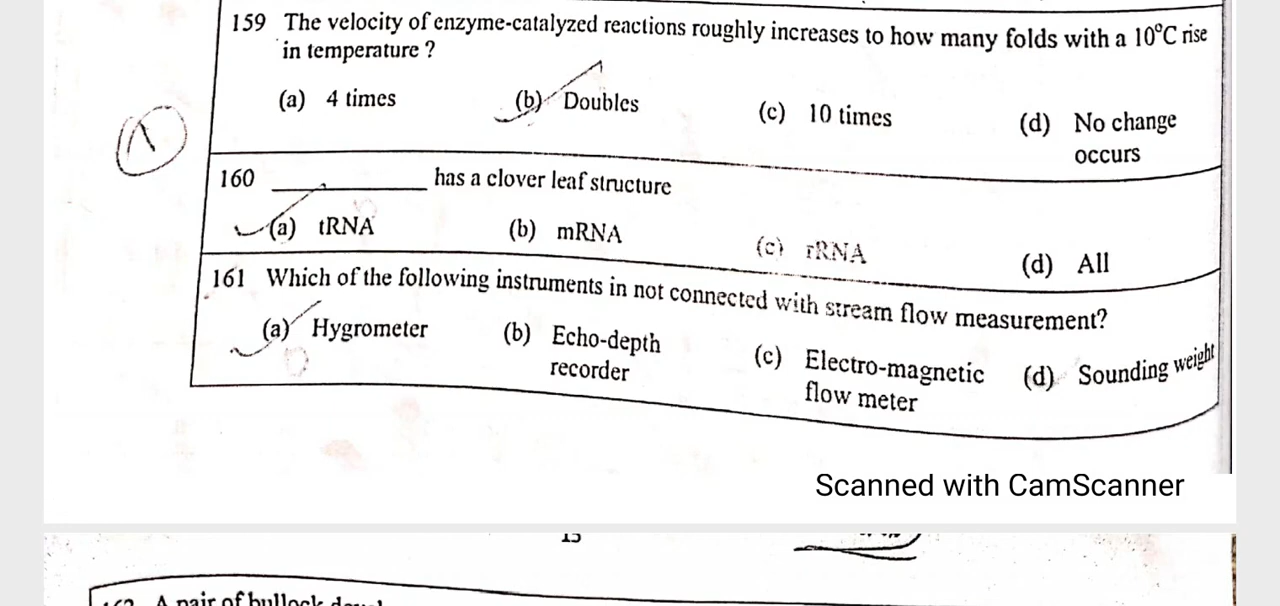 159 The velocity of enzyme-catalyzed reactions roughly increases to how many folds with a 10°C rise
in temperature ?
(a) 4 times (b) Doubles (c) 10 times (d) No change
occurs
160 ____________ has a clover leaf structure
(a) tRNA (b) mRNA (c) rRNA (d) All
161 Which of the following instruments in not connected with stream flow measurement?
(a) Hygrometer (b) Echo-depth (c) Electro-magnetic (d) Sounding weight
recorder flow meter
Scanned with CamScanner
A pair of bullock